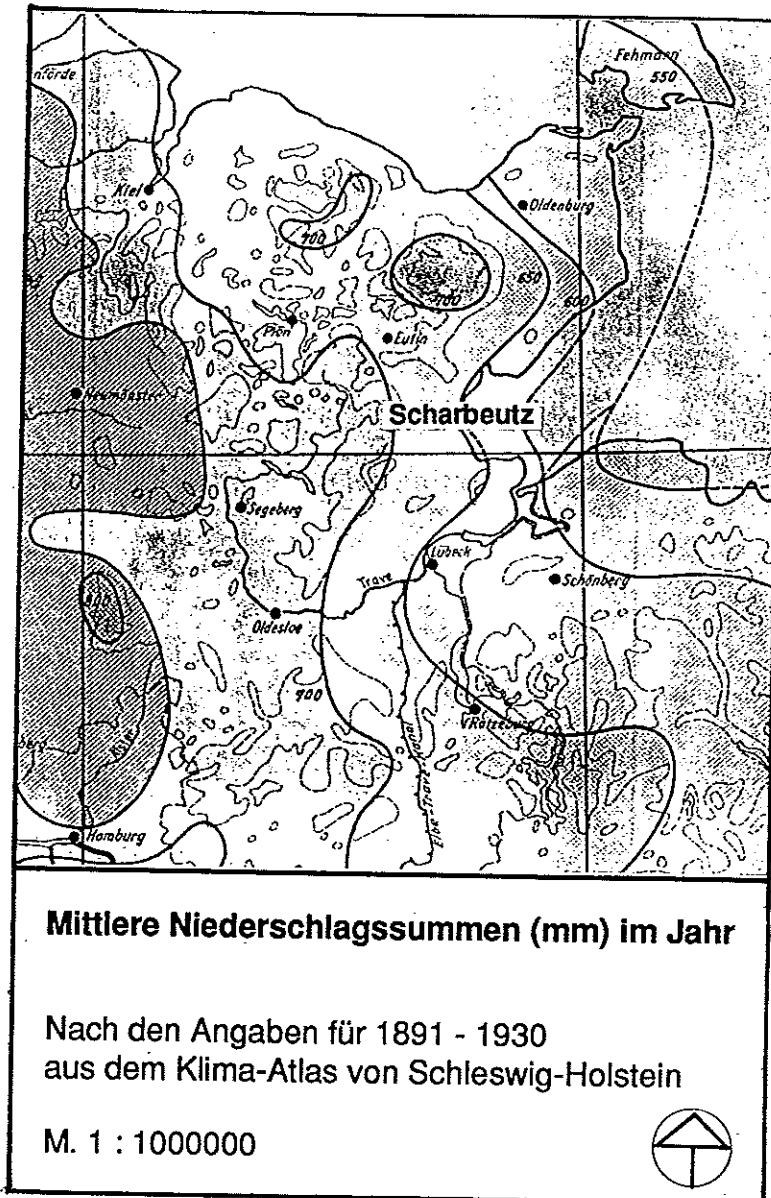 Fehmarn
550
Kiel
Oldenburg
700
700
650
600
Plön
Eutin
Neumünster
Scharbeutz
Segeberg
Lübeck
Trave
Schönberg
Oldesloe
700
Ratzeburg
Hamburg
Mittlere Niederschlagssummen (mm) im Jahr
Nach den Angaben für 1891 - 1930
aus dem Klima-Atlas von Schleswig-Holstein
M. 1 : 1000000